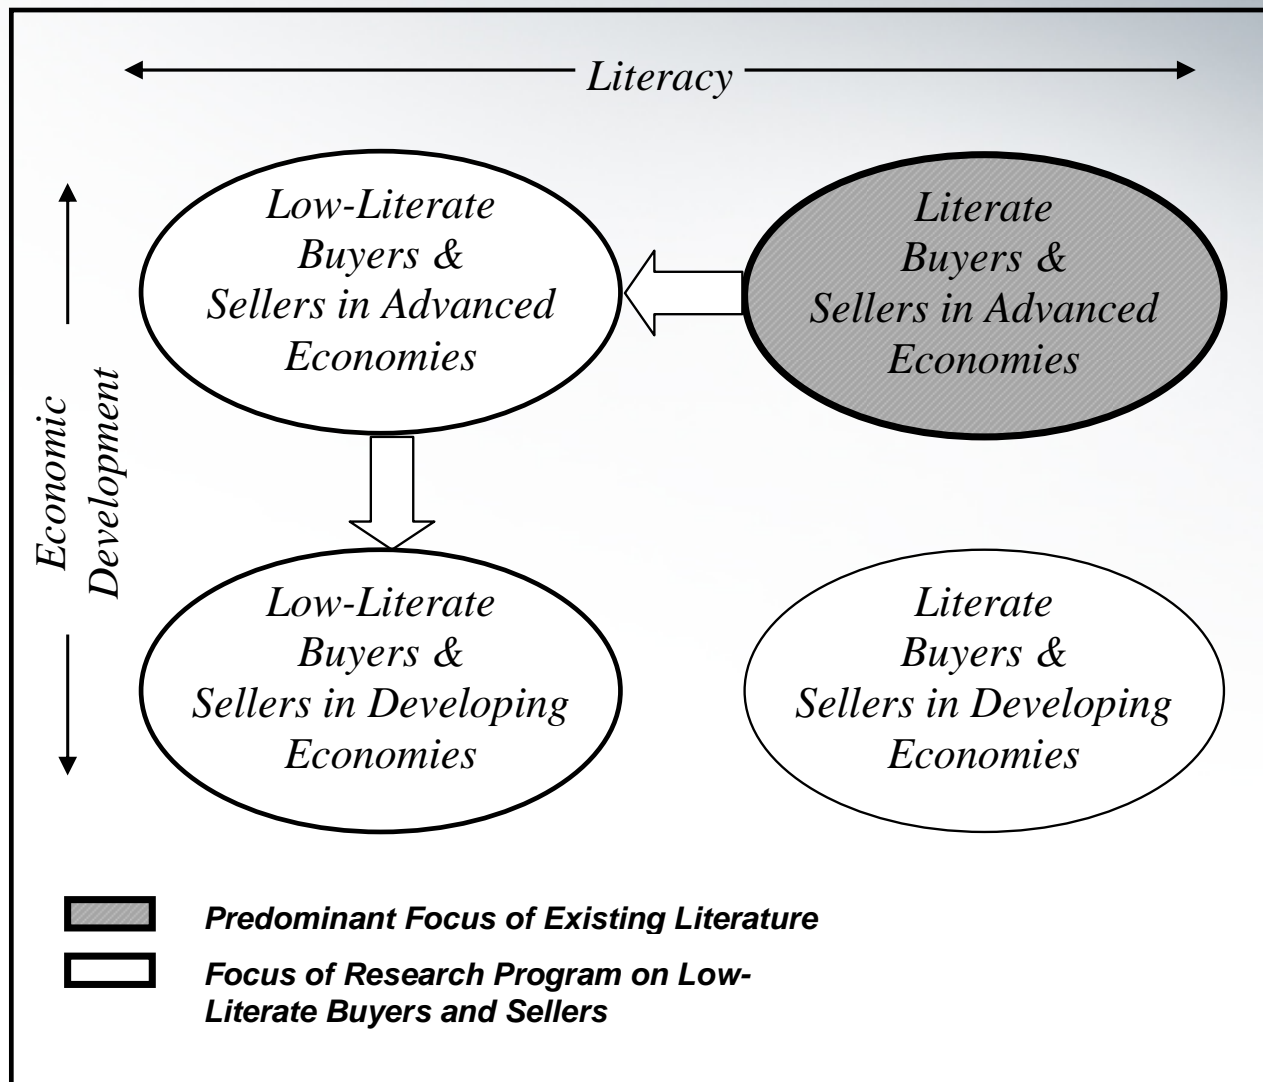 Literacy
Low-Literate
Buyers &
Sellers in Advanced
Economies
Literate
Buyers &
Sellers in Advanced
Economies
Economic
Development
Low-Literate
Buyers &
Sellers in Developing
Economies
Literate
Buyers &
Sellers in Developing
Economies
Predominant Focus of Existing Literature
Focus of Research Program on Low-
Literate Buyers and Sellers